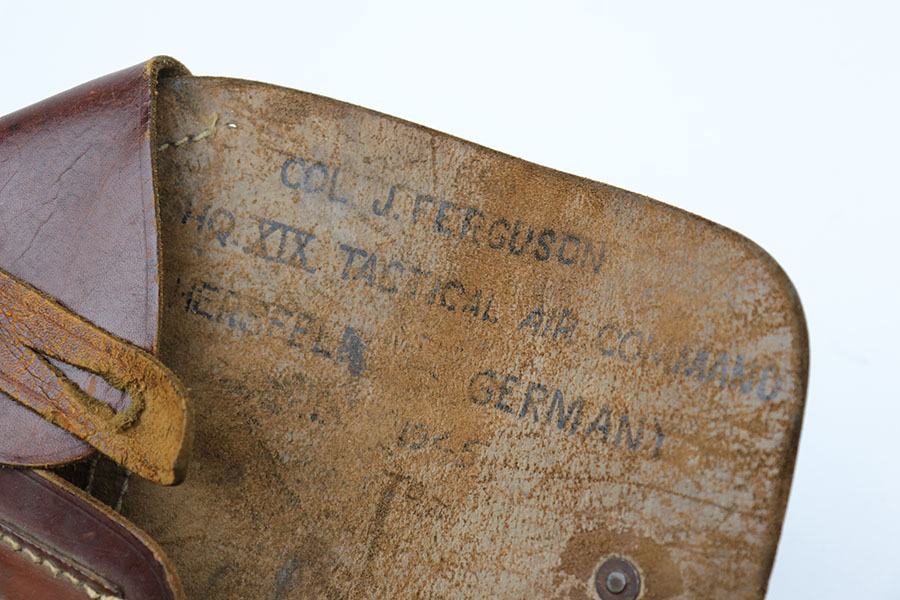 COL J. FERGUSON
HQ. XIX TACTICAL AIR COMMAND
HERSFELD GERMANY
1945